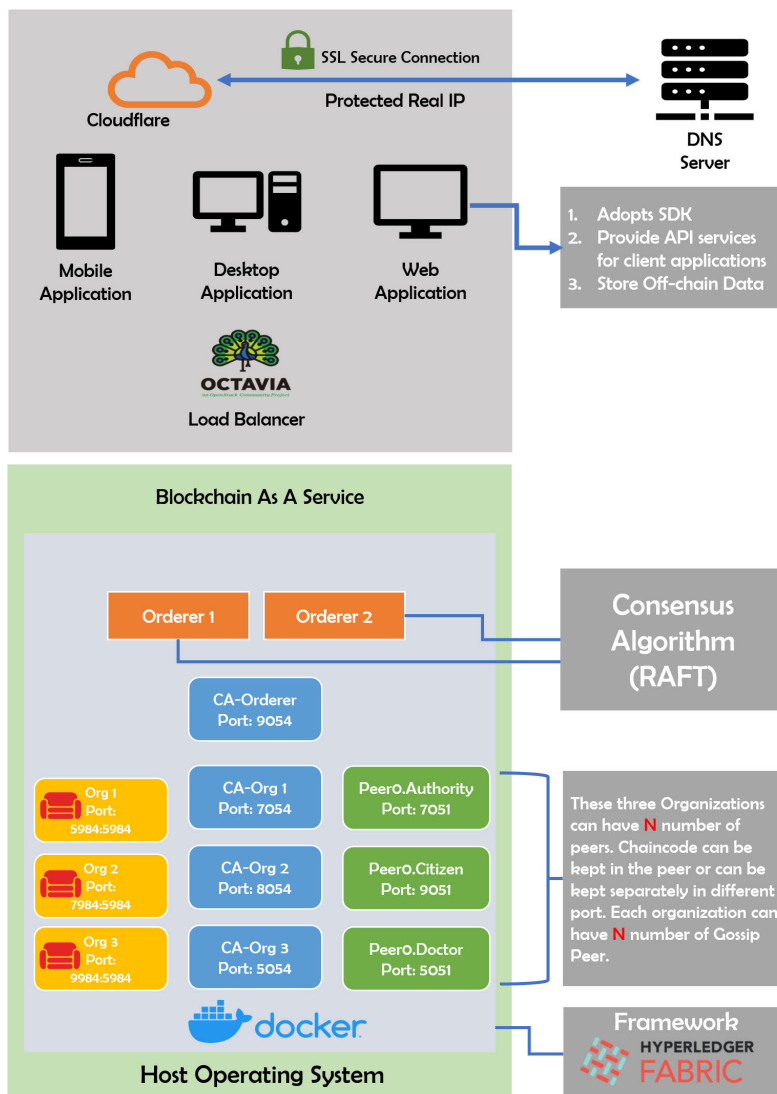 SSL Secure Connection
Protected Real IP
Cloudflare
DNS
Server
Mobile
Application
Desktop
Application
Web
Application
1. Adopts SDK
2. Provide API services
for client applications
3. Store Off-chain Data
OCTAVIA
An OpenStack Community Project
Load Balancer
Blockchain As A Service
Orderer 1
Orderer 2
Consensus
Algorithm
(RAFT)
CA-Orderer
Port: 9054
Org 1
Port:
5984:5984
CA-Org 1
Port: 7054
Peer0.Authority
Port: 7051
Org 2
Port:
7984:5984
CA-Org 2
Port: 8054
Peer0.Citizen
Port: 9051
Org 3
Port:
9984:5984
CA-Org 3
Port: 5054
Peer0.Doctor
Port: 5051
These three Organizations
can have N number of
peers. Chaincode can be
kept in the peer or can be
kept separately in different
port. Each organization can
have N number of Gossip
Peer.
docker
Host Operating System
Framework
HYPERLEDGER
FABRIC